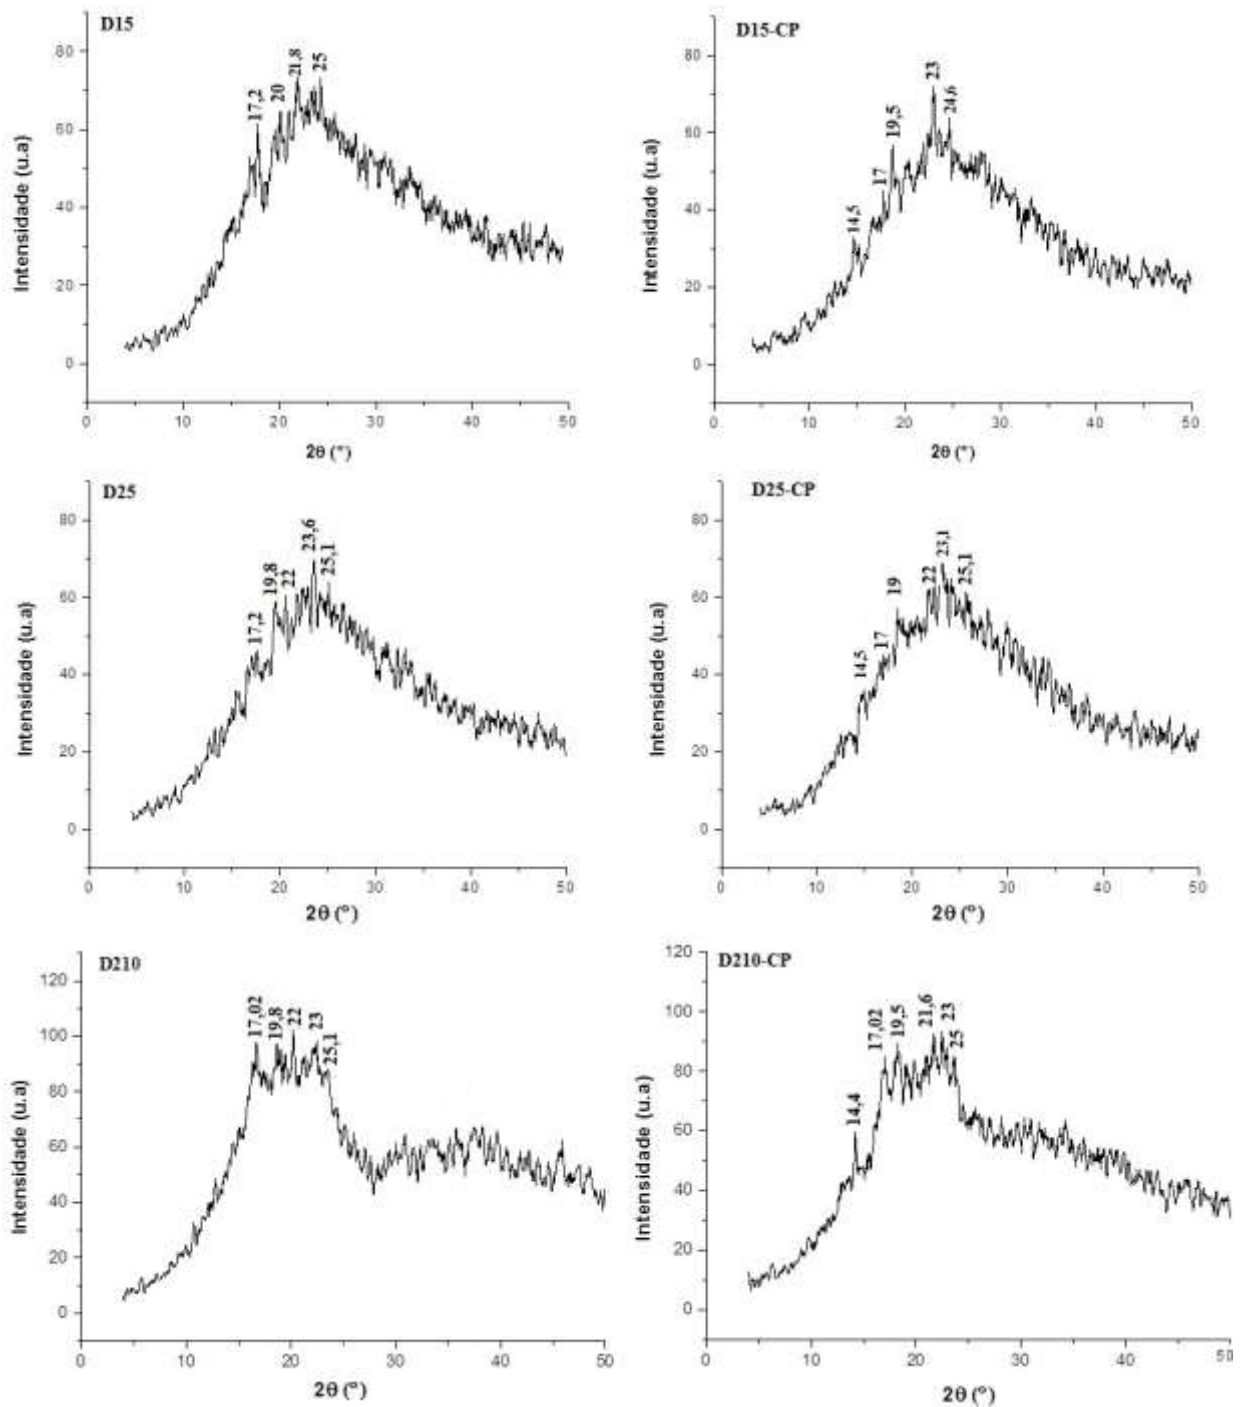 D15
80
60
40
20
0
Intensidade (u.a)
17,2
20
21,8
25
0 10 20 30 40 50
2θ (°)
D15-CP
80
60
40
20
0
Intensidade (u.a)
14,5
17
19,5
23
24,6
0 10 20 30 40 50
2θ (°)
D25
80
60
40
20
0
Intensidade (u.a)
17,2
19,8
22
23,6
25,1
0 10 20 30 40 50
2θ (°)
D25-CP
80
60
40
20
0
Intensidade (u.a)
14,5
17
19
22
23,1
25,1
0 10 20 30 40 50
2θ (°)
D210
120
100
80
60
40
20
0
Intensidade (u.a)
17,02
19,8
22
23
25,1
0 10 20 30 40 50
2θ (°)
D210-CP
120
100
80
60
40
20
0
Intensidade (u.a)
14,4
17,02
19,5
21,6
23
25
0 10 20 30 40 50
2θ (°)